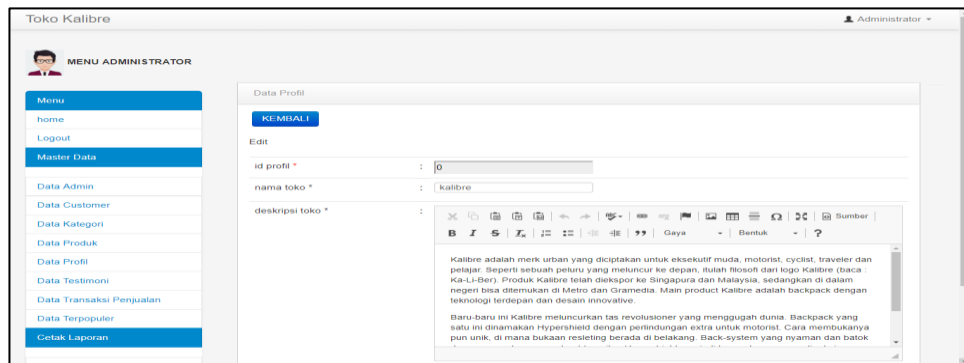 Toko Kalibre
Administrator
MENU ADMINISTRATOR
Menu
home
Logout
Master Data
Data Admin
Data Customer
Data Kategori
Data Produk
Data Profil
Data Testimoni
Data Transaksi Penjualan
Data Terpopuler
Cetak Laporan
Data Profil
KEMBALI
Edit
id profil * : 0
nama toko * : kalibre
deskripsi toko * :
Sumber
Gaya Bentuk
Kalibre adalah merk urban yang diciptakan untuk eksekutif muda, motorist, cyclist, traveler dan
pelajar. Seperti sebuah peluru yang meluncur ke depan, itulah filosofi dari logo Kalibre (baca :
Ka-Li-Ber). Produk Kalibre telah diekspor ke Singapura dan Malaysia, sedangkan di dalam
negeri bisa ditemukan di Metro dan Gramedia. Main product Kalibre adalah backpack dengan
teknologi terdepan dan desain innovative.
Baru-baru ini Kalibre meluncurkan tas revolusioner yang menggugah dunia. Backpack yang
satu ini dinamakan Hypershield dengan perlindungan extra untuk motorist. Cara membukanya
pun unik, di mana bukaan resleting berada di belakang. Back-system yang nyaman dan batok